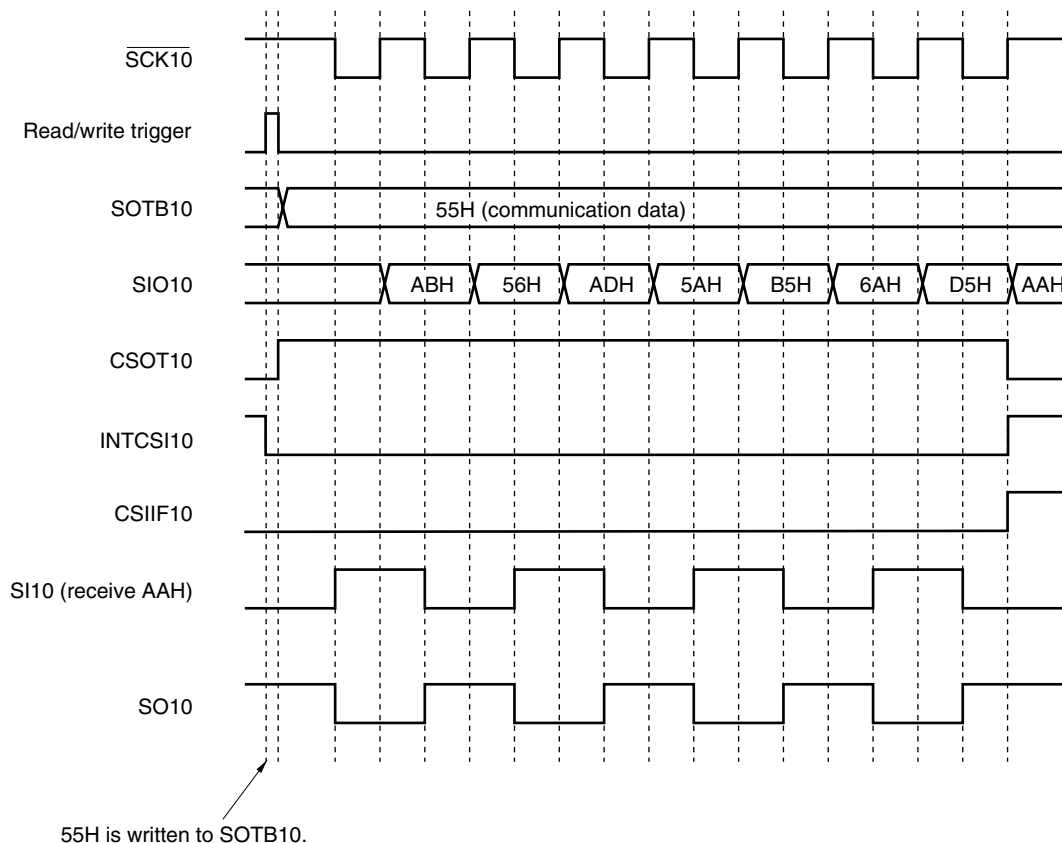 SCK10
Read/write trigger
SOTB10
55H (communication data)
SIO10
ABH 56H ADH 5AH B5H 6AH D5H AAH
CSOT10
INTCSI10
CSIIF10
SI10 (receive AAH)
SO10
55H is written to SOTB10.